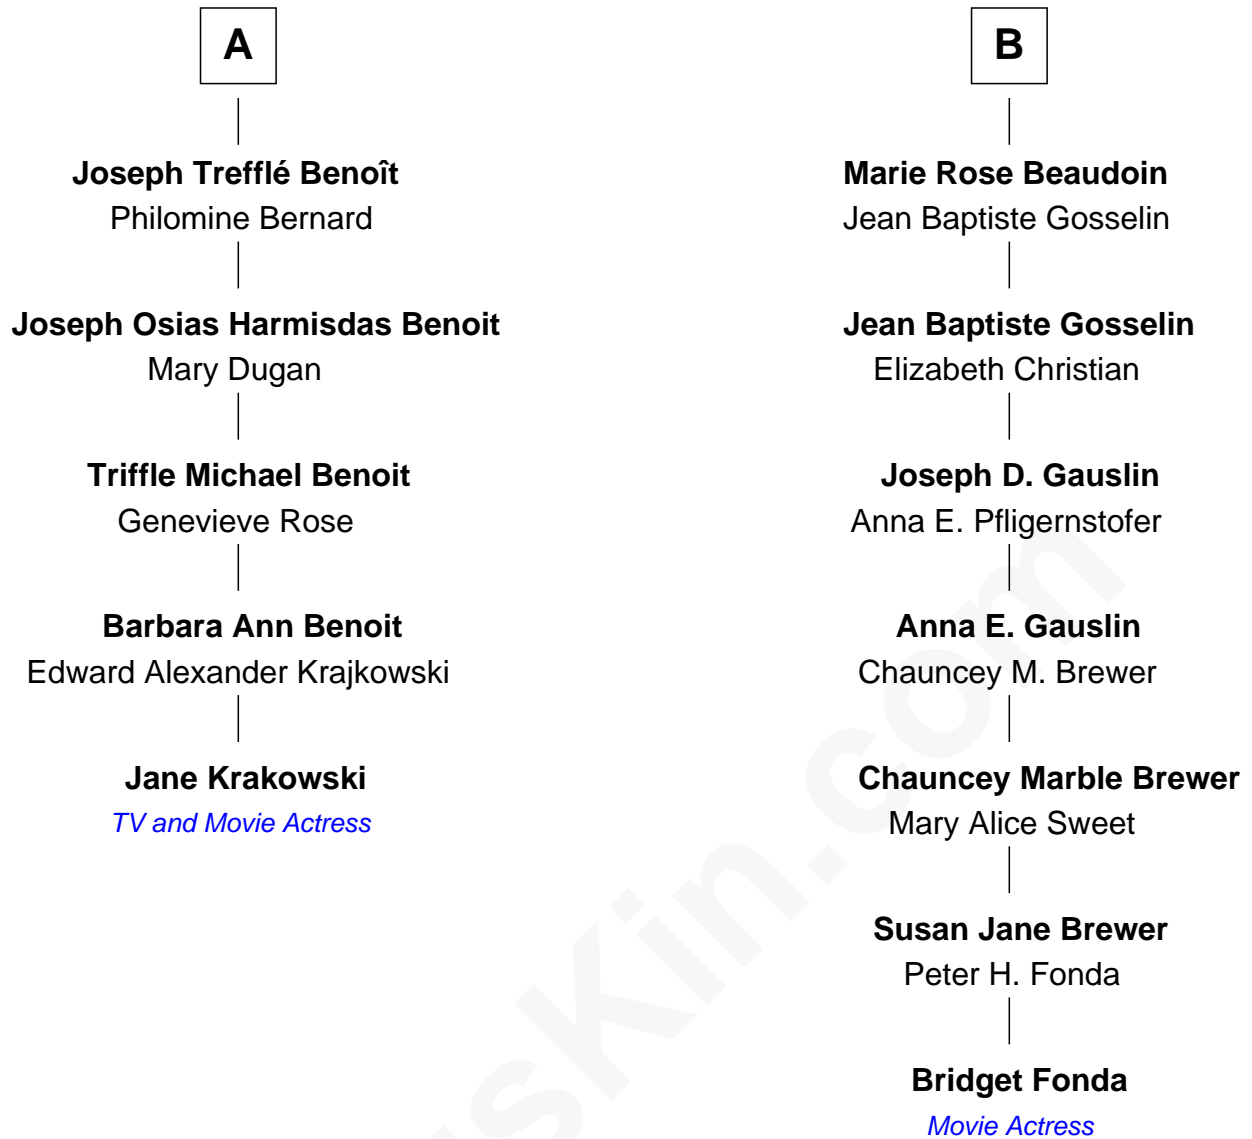 A
Joseph Trefflé Benoît
Philomine Bernard
Joseph Osias Harmisdas Benoit
Mary Dugan
Triffle Michael Benoit
Genevieve Rose
Barbara Ann Benoit
Edward Alexander Krajkowski
Jane Krakowski
TV and Movie Actress
B
Marie Rose Beaudoin
Jean Baptiste Gosselin
Jean Baptiste Gosselin
Elizabeth Christian
Joseph D. Gauslin
Anna E. Pfligernstofer
Anna E. Gauslin
Chauncey M. Brewer
Chauncey Marble Brewer
Mary Alice Sweet
Susan Jane Brewer
Peter H. Fonda
Bridget Fonda
Movie Actress
sKin.com